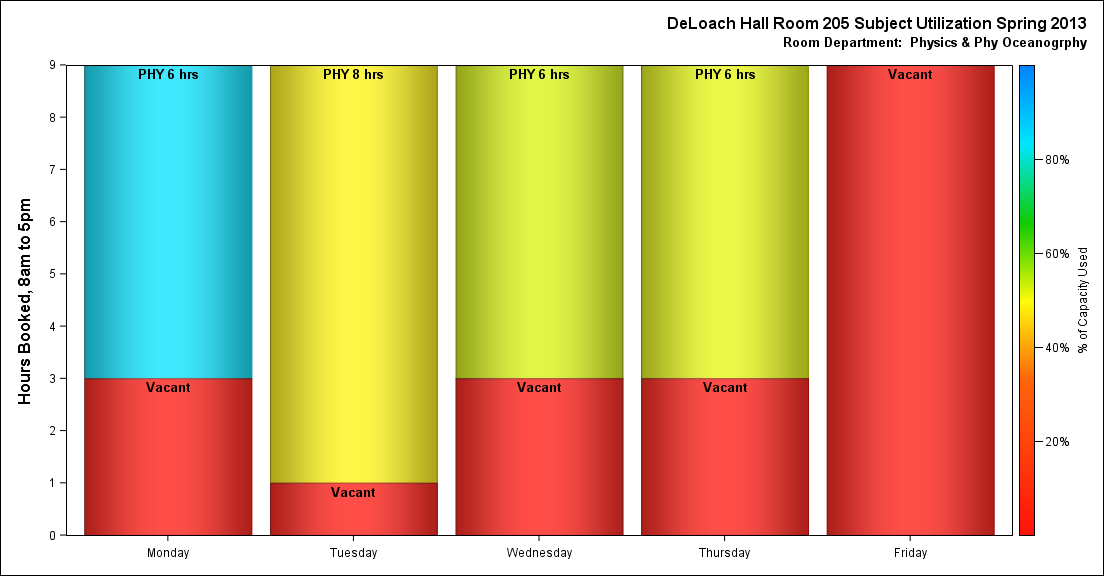 DeLoach Hall Room 205 Subject Utilization Spring 2013
Room Department: Physics & Phy Oceanogrphy
Hours Booked, 8am to 5pm
9
8
7
6
5
4
3
2
1
0
PHY 6 hrs
PHY 8 hrs
PHY 6 hrs
PHY 6 hrs
Vacant
Vacant
Vacant
Vacant
Vacant
Monday
Tuesday
Wednesday
Thursday
Friday
80%
60%
40%
20%
% of Capacity Used